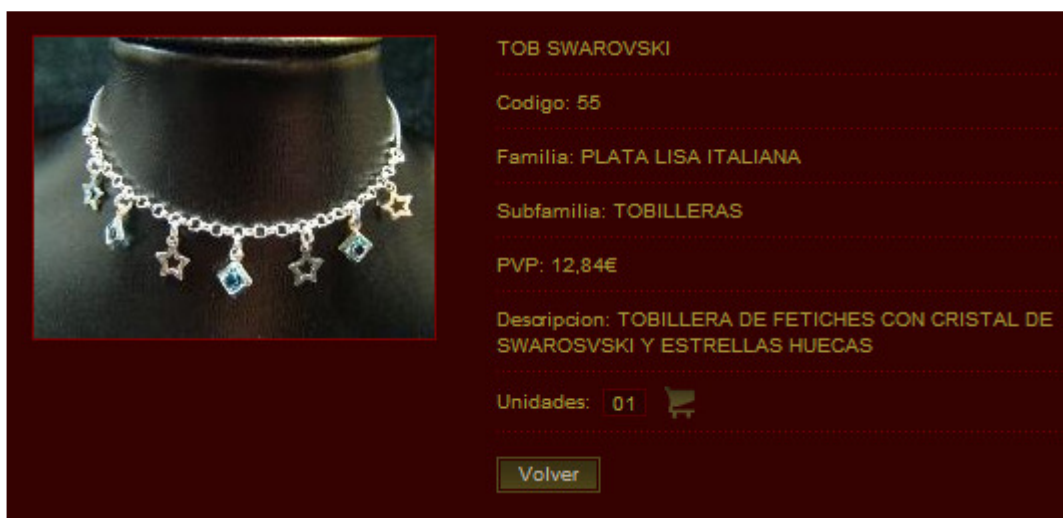 TOB SWAROVSKI
Codigo: 55
Familia: PLATA LISA ITALIANA
Subfamilia: TOBILLERAS
PVP: 12,84€
Descripcion: TOBILLERA DE FETICHES CON CRISTAL DE
SWAROSVSKI Y ESTRELLAS HUECAS
Unidades: 01
Volver